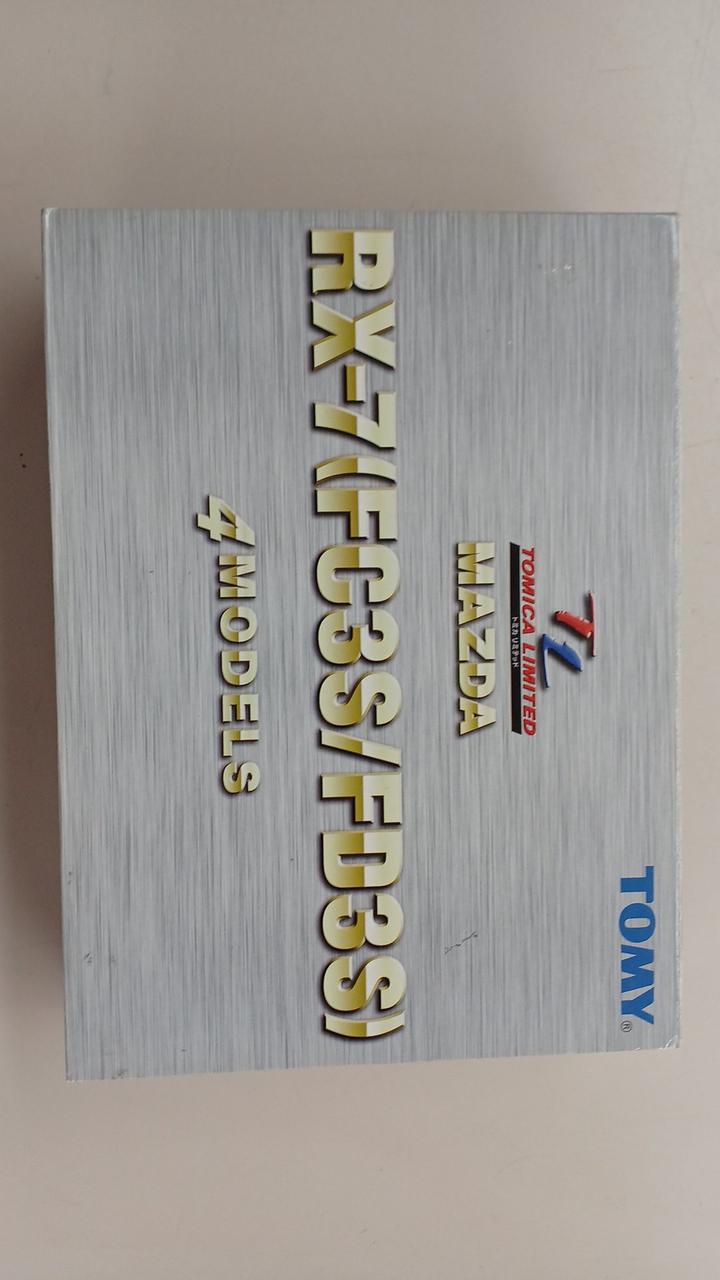 TOMY®
TL
TOMICA LIMITED
トミカ リミテッド
MAZDA
RX-7(FC3S/FD3S)
4 MODELS